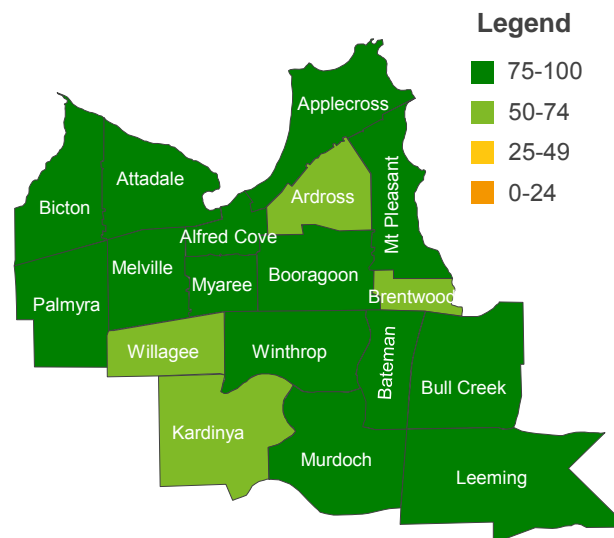 Legend
75-100
50-74
25-49
0-24
Applecross
Attadale
Ardross
Mt Pleasant
Bicton
Alfred Cove
Melville
Booragoon
Myaree
Brentwood
Palmyra
Willagee
Winthrop
Bateman
Bull Creek
Kardinya
Murdoch
Leeming